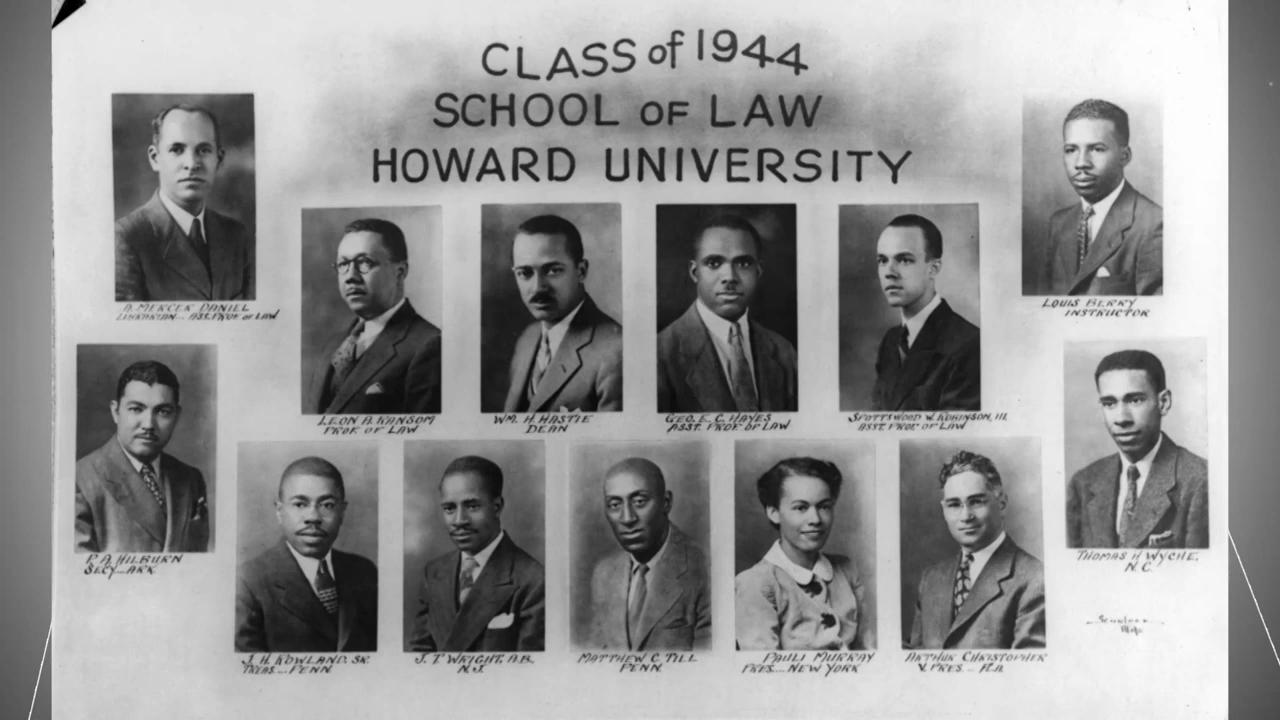 CLASS of 1944
SCHOOL OF LAW
HOWARD UNIVERSITY
A. MERCER DANIEL
LIBRARIAN... ASS. PROF OF LAW
LOUIS BERRY
INSTRUCTOR
LEON A. RANSOM
PROF. OF LAW
WM. H. HASTIE
DEAN
GEO. E. C. HAYES
ASST. PROF OF LAW
SPOTTSWOOD W. ROBINSON, III.
ASST. PROF OF LAW
P. A. HILBURN
SECY... ARK.
THOMAS H. WYCHE.
N. C.
J. H. ROWLAND, SR.
TREAS.... PENN.
J. T. WRIGHT, A.B.
N. J.
MATTHEW C. TILL
PENN.
PAULI MURRAY
PRES.... NEW YORK
ARTHUR CHRISTOPHER
V. PRES...